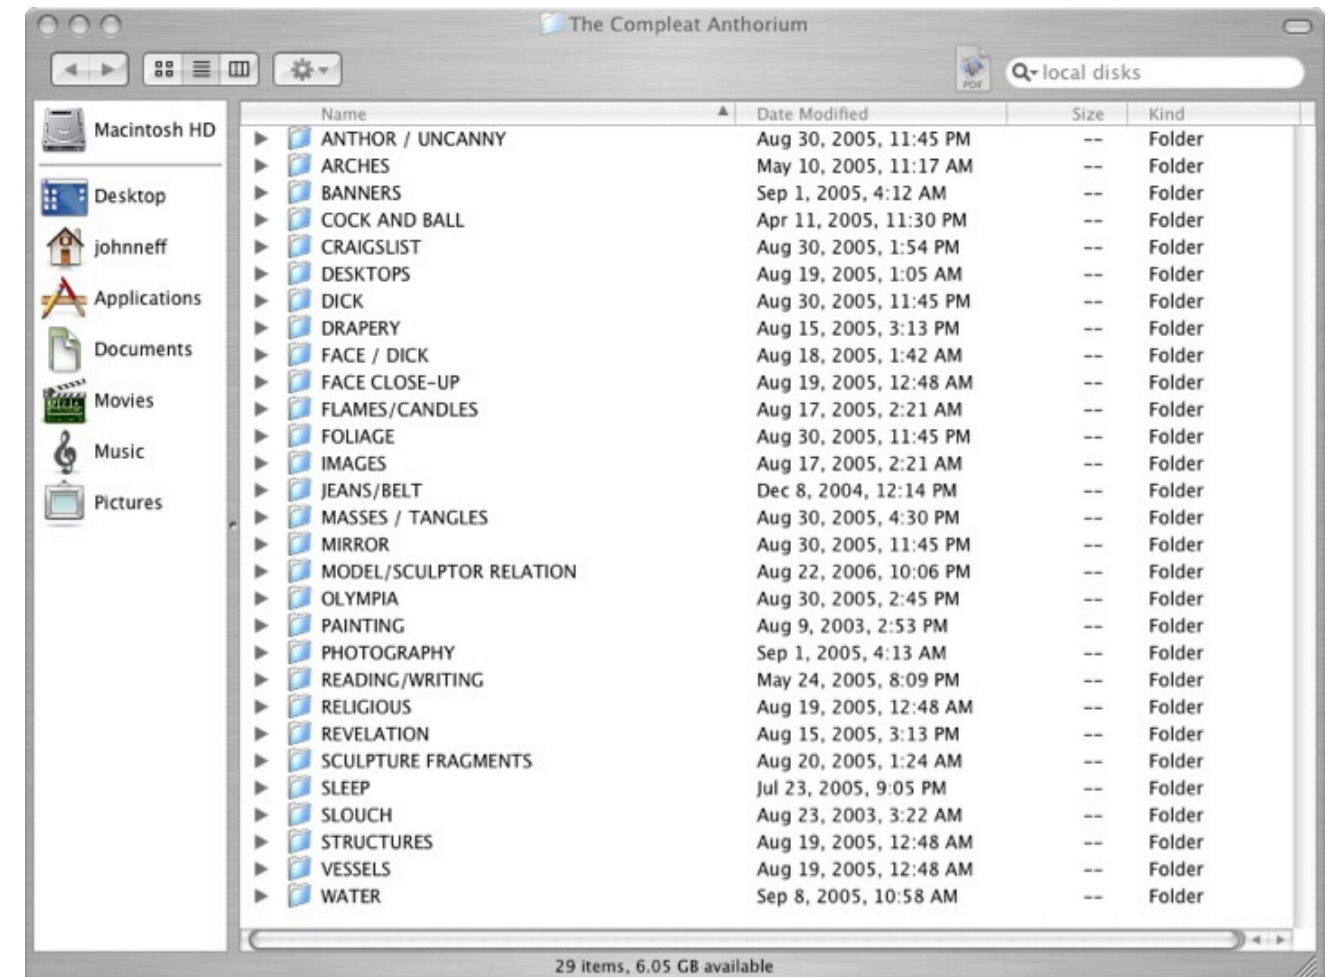 The Compleat Anthorium
PDF
local disks
Macintosh HD
Desktop
johnneff
Applications
Documents
Movies
Music
Pictures
Name Date Modified Size Kind
ANTHOR / UNCANNY Aug 30, 2005, 11:45 PM -- Folder
ARCHES May 10, 2005, 11:17 AM -- Folder
BANNERS Sep 1, 2005, 4:12 AM -- Folder
COCK AND BALL Apr 11, 2005, 11:30 PM -- Folder
CRAIGSLIST Aug 30, 2005, 1:54 PM -- Folder
DESKTOPS Aug 19, 2005, 1:05 AM -- Folder
DICK Aug 30, 2005, 11:45 PM -- Folder
DRAPERY Aug 15, 2005, 3:13 PM -- Folder
FACE / DICK Aug 18, 2005, 1:42 AM -- Folder
FACE CLOSE-UP Aug 19, 2005, 12:48 AM -- Folder
FLAMES/CANDLES Aug 17, 2005, 2:21 AM -- Folder
FOLIAGE Aug 30, 2005, 11:45 PM -- Folder
IMAGES Aug 17, 2005, 2:21 AM -- Folder
JEANS/BELT Dec 8, 2004, 12:14 PM -- Folder
MASSES / TANGLES Aug 30, 2005, 4:30 PM -- Folder
MIRROR Aug 30, 2005, 11:45 PM -- Folder
MODEL/SCULPTOR RELATION Aug 22, 2006, 10:06 PM -- Folder
OLYMPIA Aug 30, 2005, 2:45 PM -- Folder
PAINTING Aug 9, 2003, 2:53 PM -- Folder
PHOTOGRAPHY Sep 1, 2005, 4:13 AM -- Folder
READING/WRITING May 24, 2005, 8:09 PM -- Folder
RELIGIOUS Aug 19, 2005, 12:48 AM -- Folder
REVELATION Aug 15, 2005, 3:13 PM -- Folder
SCULPTURE FRAGMENTS Aug 20, 2005, 1:24 AM -- Folder
SLEEP Jul 23, 2005, 9:05 PM -- Folder
SLOUCH Aug 23, 2003, 3:22 AM -- Folder
STRUCTURES Aug 19, 2005, 12:48 AM -- Folder
VESSELS Aug 19, 2005, 12:48 AM -- Folder
WATER Sep 8, 2005, 10:58 AM -- Folder
29 items, 6.05 GB available